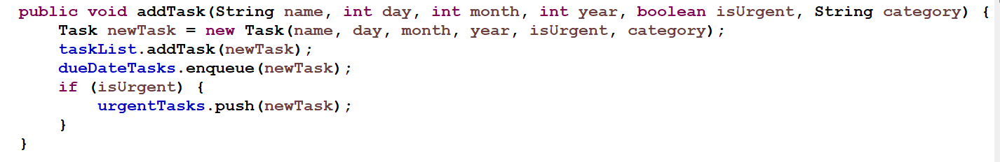 public void addTask(String name, int day, int month, int year, boolean isUrgent, String category) {
    Task newTask = new Task(name, day, month, year, isUrgent, category);
    taskList.addTask(newTask);
    dueDateTasks.enqueue(newTask);
    if (isUrgent) {
        urgentTasks.push(newTask);
    }
}